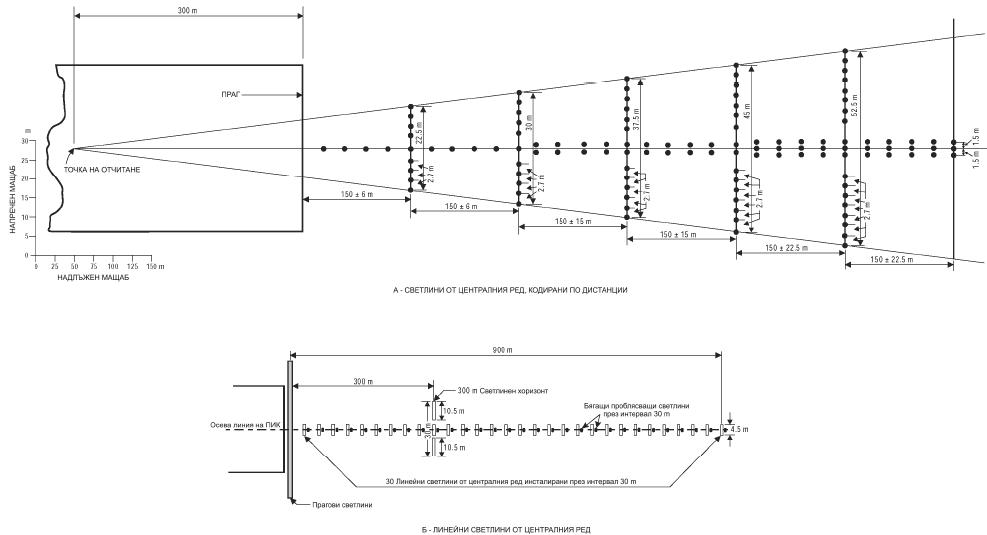 300 m
ПРАГ
ТОЧКА НА ОТЧИТАНЕ
НАПРЕЧЕН МАЩАБ
m
30
25
20
15
10
5
0
0 25 50 75 100 125 150 m
НАДЛЪЖЕН МАЩАБ
22.5 m
30 m
37.5 m
45 m
52.5 m
2.7 m
2.7 m
2.7 m
2.7 m
2.7 m
1.5 m
1.5 m
150 ± 6 m
150 ± 6 m
150 ± 15 m
150 ± 15 m
150 ± 22.5 m
150 ± 22.5 m
А - СВЕТЛИНИ ОТ ЦЕНТРАЛНИЯ РЕД, КОДИРАНИ ПО ДИСТАНЦИИ
900 m
300 m
300 m Светлинен хоризонт
10.5 m
30 m
10.5 m
Бягащи проблясващи светлини
през интервал 30 m
Осева линия на ПИК
4.5 m
30 Линейни светлини от централния ред инсталирани през интервал 30 m
Прагови светлини
Б - ЛИНЕЙНИ СВЕТЛИНИ ОТ ЦЕНТРАЛНИЯ РЕД